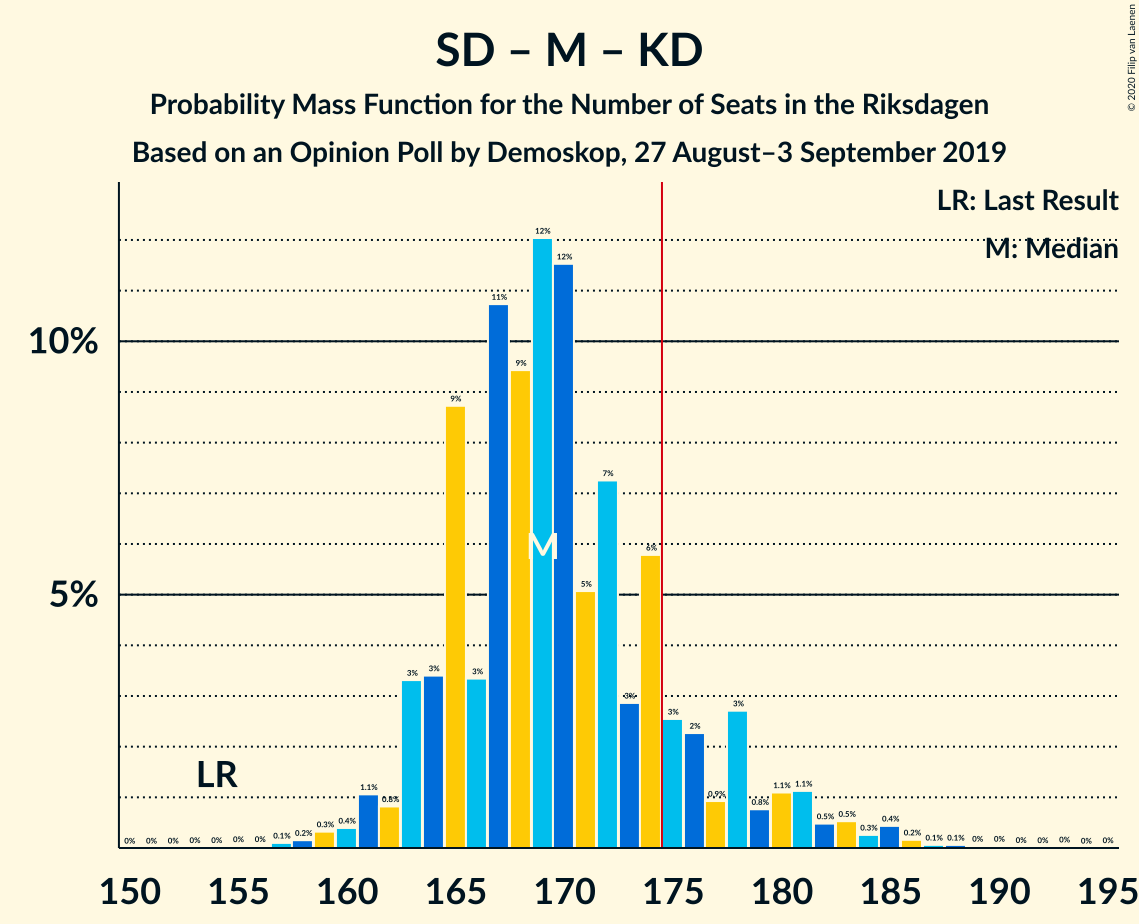 SD – M – KD
Probability Mass Function for the Number of Seats in the Riksdagen
Based on an Opinion Poll by Demoskop, 27 August–3 September 2019
© 2020 Filip van Laenen
LR: Last Result
M: Median
10%
5%
LR
M
0% 0% 0% 0% 0% 0% 0% 0.1% 0.2% 0.3% 0.4% 1.1% 0.8% 3% 3% 9% 3% 11% 9% 12% 12% 5% 7% 3% 6% 3% 2% 0.9% 3% 0.8% 1.1% 1.1% 0.5% 0.5% 0.3% 0.4% 0.2% 0.1% 0.1% 0% 0% 0% 0% 0% 0% 0%
150 155 160 165 170 175 180 185 190 195